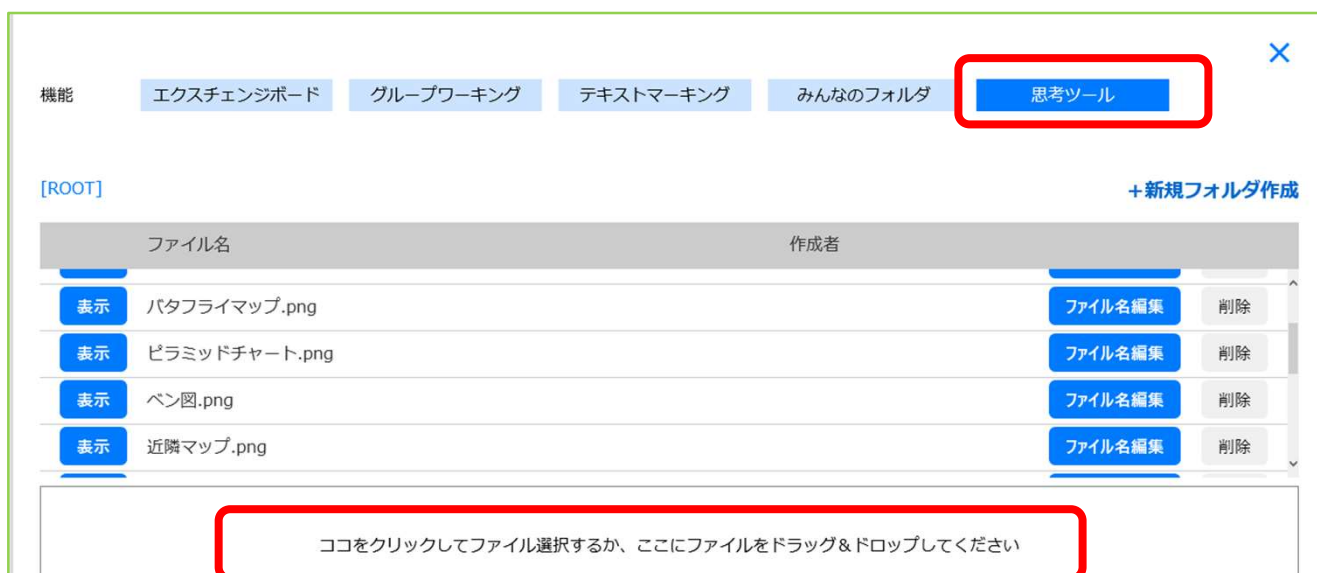 ×
機能 エクスチェンジボード グループワーキング テキストマーキング みんなのフォルダ 思考ツール
[ROOT] +新規フォルダ作成
ファイル名 作成者
表示 バタフライマップ.png ファイル名編集 削除
表示 ピラミッドチャート.png ファイル名編集 削除
表示 ベン図.png ファイル名編集 削除
表示 近隣マップ.png ファイル名編集 削除
ココをクリックしてファイル選択するか、ここにファイルをドラッグ&ドロップしてください